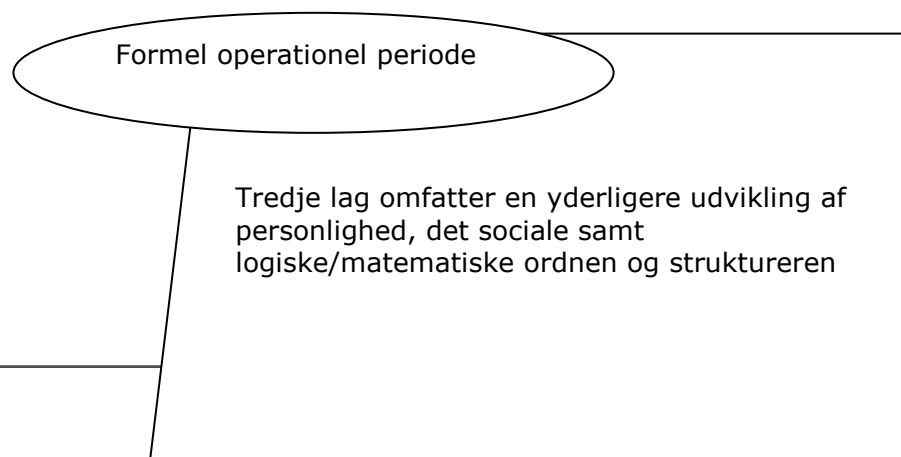 Formel operationel periode
Tredje lag omfatter en yderligere udvikling af
personlighed, det sociale samt
logiske/matematiske ordnen og struktureren